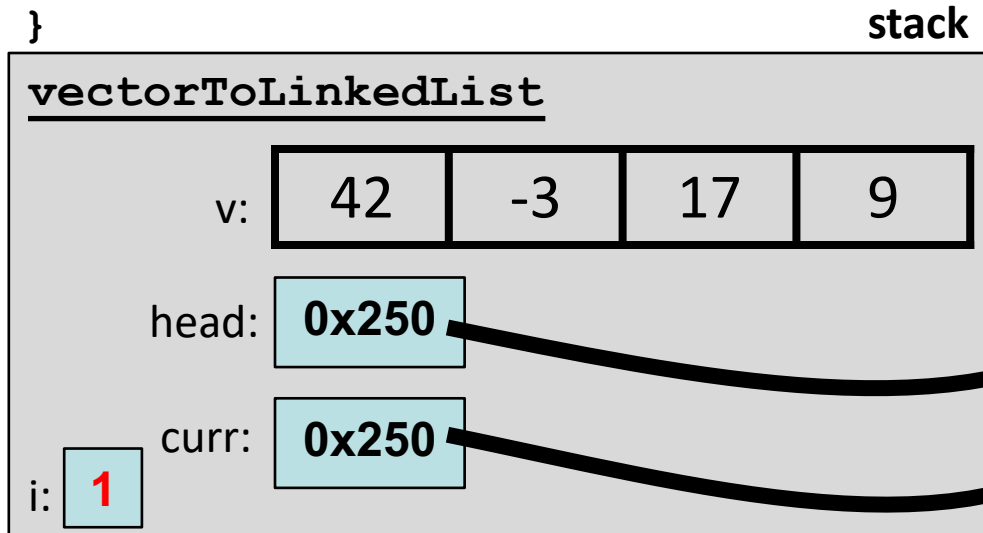 } stack
vectorToLinkedList
v: 42 -3 17 9
head: 0x250
curr: 0x250
i: 1